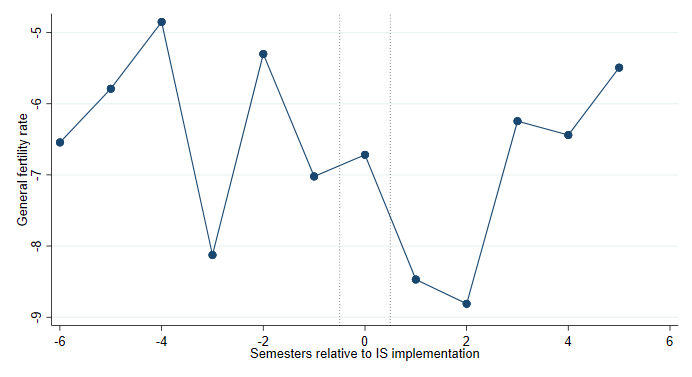 General fertility rate
-5
-6
-7
-8
-9
-6 -4 -2 0 2 4 6
Semesters relative to IS implementation